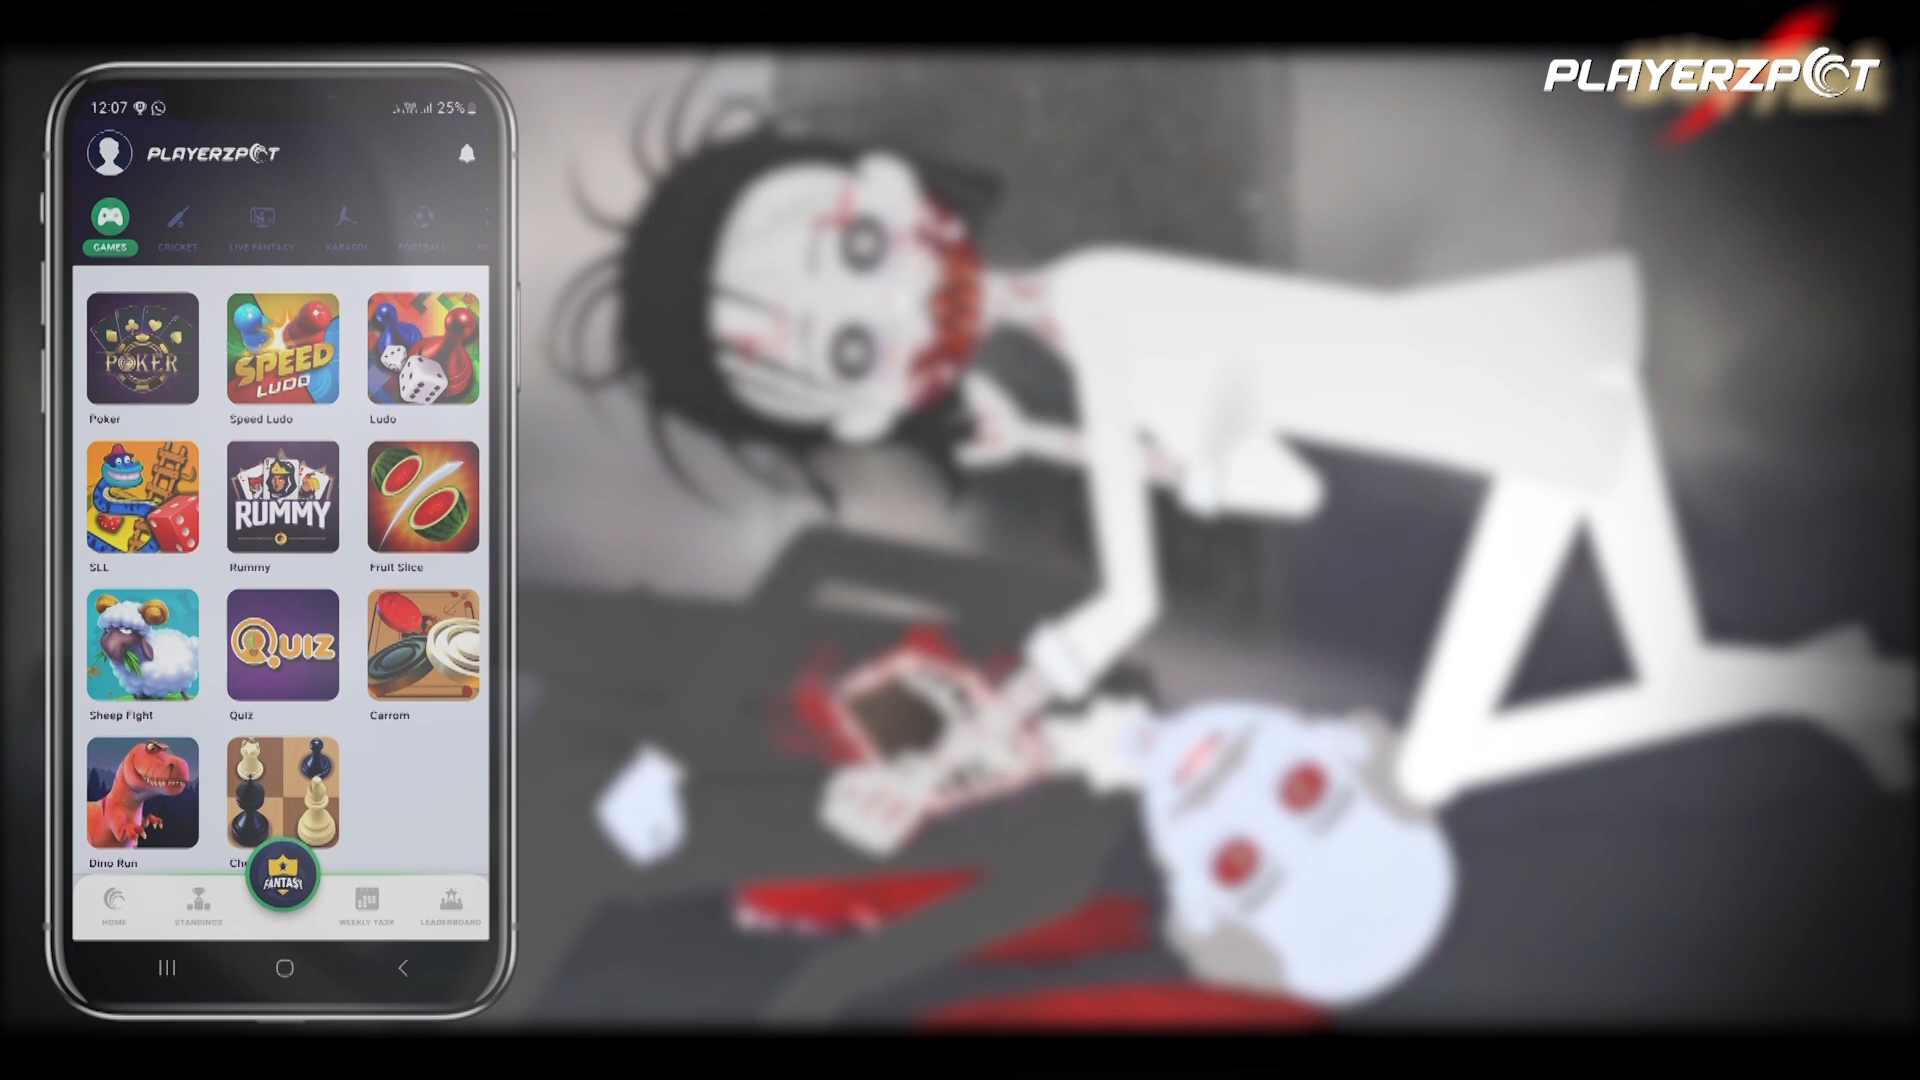 PLAYERZPOT
12:07
25%
PLAYERZPOT
GAMES CRICKET LIVE FANTASY KABADDI FOOTBALL
POKER
SPEED LUDO
Poker Speed Ludo Ludo
RUMMY
SLL Rummy Fruit Slice
QUIZ
Sheep Fight Quiz Carrom
Dino Run
FANTASY
HOME STANDINGS WEEKLY TASK LEADERBOARD